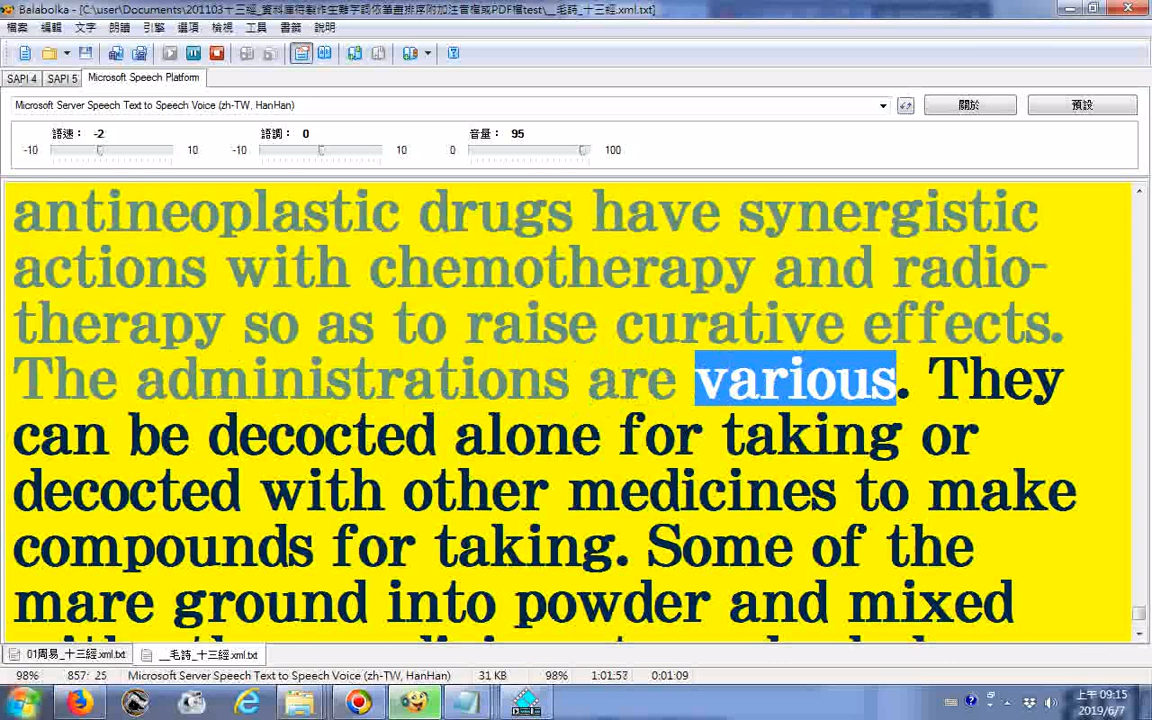 Balabolka - [C:\user\Documents\201103十三經_資料庫得製作生難字詞依筆畫排序附加注音檔或PDF檔test\__毛詩_十三經.xml.txt]
檔案 編輯 文字 朗讀 引擎 選項 檢視 工具 書籤 說明
SAPI 4 SAPI 5 Microsoft Speech Platform
Microsoft Server Speech Text to Speech Voice (zh-TW, HanHan) 關於 預設
語速： -2 語調： 0 音量： 95
-10 10 -10 10 0 100
antineoplastic drugs have synergistic
actions with chemotherapy and radio-
therapy so as to raise curative effects.
The administrations are various. They
can be decocted alone for taking or
decocted with other medicines to make
compounds for taking. Some of the
mare ground into powder and mixed
01周易_十三經.xml.txt __毛詩_十三經.xml.txt
98% 857: 25 Microsoft Server Speech Text to Speech Voice (zh-TW, HanHan) 31 KB 98% 1:01:57 0:01:09
上午 09:15
2019/6/7